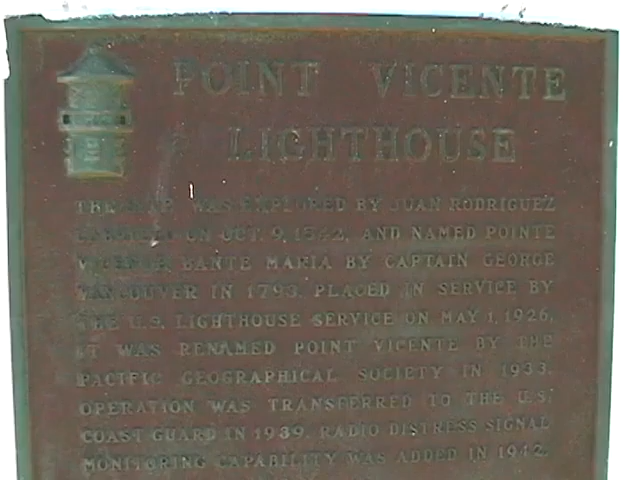 POINT VICENTE
LIGHTHOUSE
WAS EXPLORED BY JUAN RODRIGUEZ
ON OCT. 9, 1542, AND NAMED POINTE
VICENTE, SANTE MARIA BY CAPTAIN GEORGE
VANCOUVER IN 1793. PLACED IN SERVICE BY
THE U.S. LIGHTHOUSE SERVICE ON MAY 1, 1926.
IT WAS RENAMED POINT VICENTE BY THE
PACIFIC GEOGRAPHICAL SOCIETY IN 1933.
OPERATION WAS TRANSFERRED TO THE U.S.
COAST GUARD IN 1939. RADIO DISTRESS SIGNAL
MONITORING CAPABILITY WAS ADDED IN 1942.